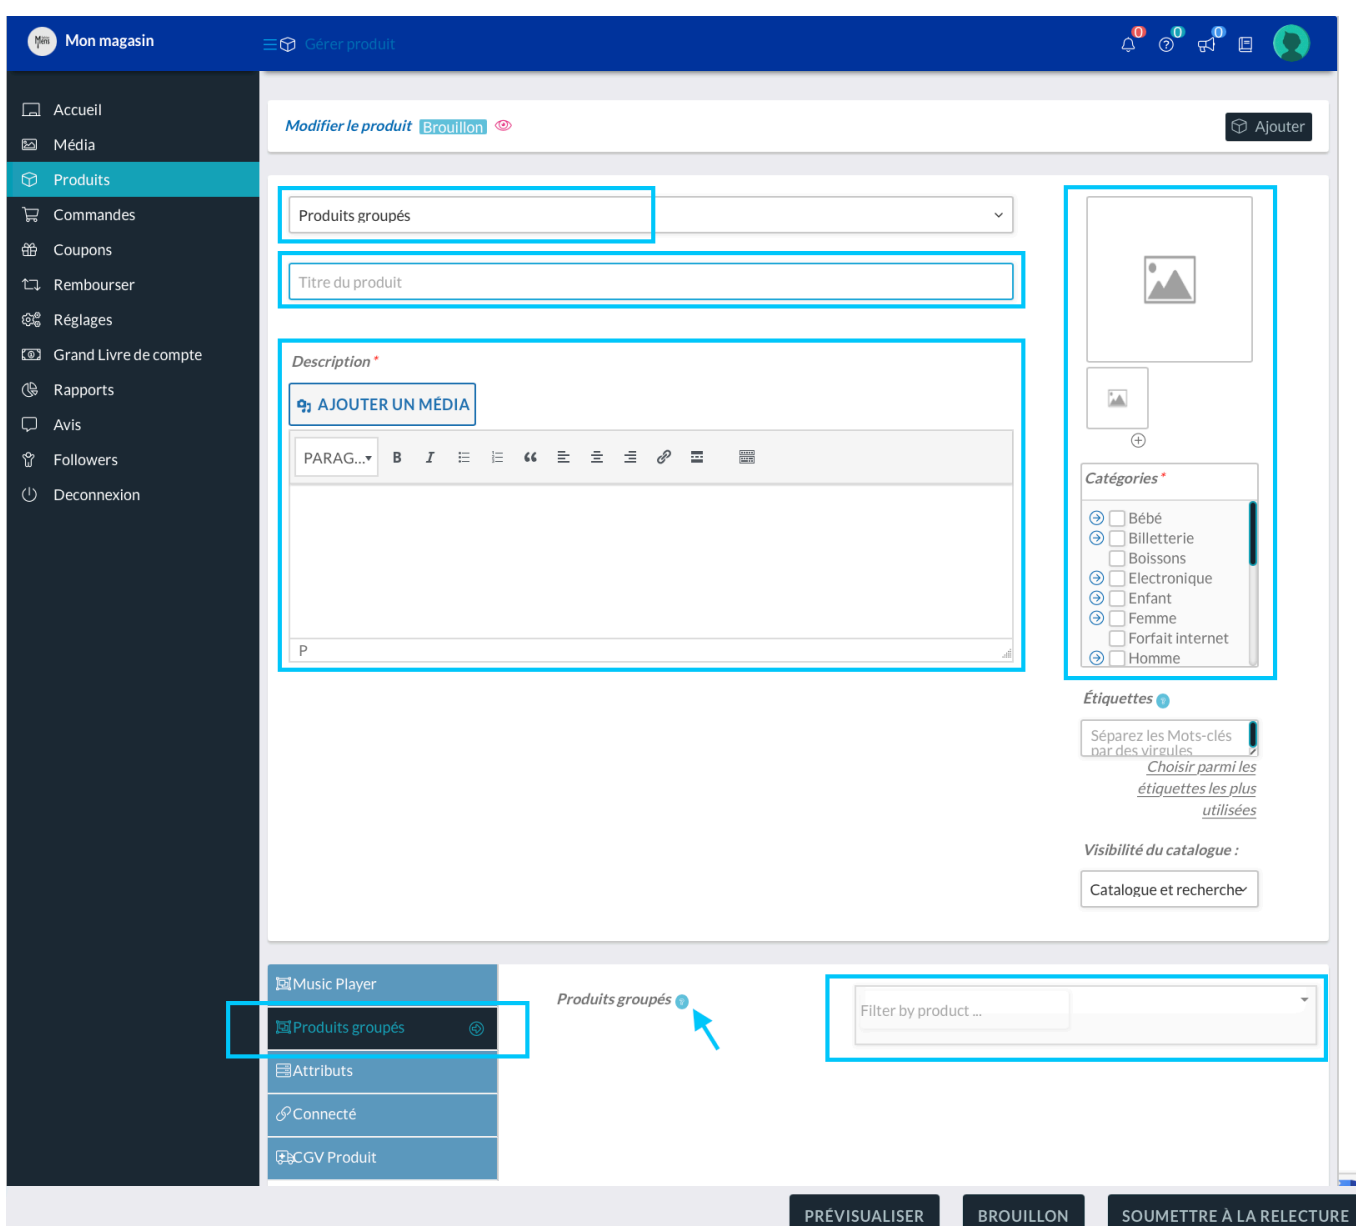 Mon magasin
Gérer produit
0
0
0
Accueil
Média
Produits
Commandes
Coupons
Rembourser
Réglages
Grand Livre de compte
Rapports
Avis
Followers
Deconnexion
Modifier le produit Brouillon
Ajouter
Produits groupés
Titre du produit
Description *
AJOUTER UN MÉDIA
PARAG...
B I
P
Catégories *
Bébé
Billetterie
Boissons
Electronique
Enfant
Femme
Forfait internet
Homme
Étiquettes
Séparez les Mots-clés
par des virgules
Choisir parmi les
étiquettes les plus
utilisées
Visibilité du catalogue :
Catalogue et recherche
Music Player
Produits groupés
Attributs
Connecté
CGV Produit
Produits groupés
Filter by product ...
PRÉVISUALISER
BROUILLON
SOUMETTRE À LA RELECTURE